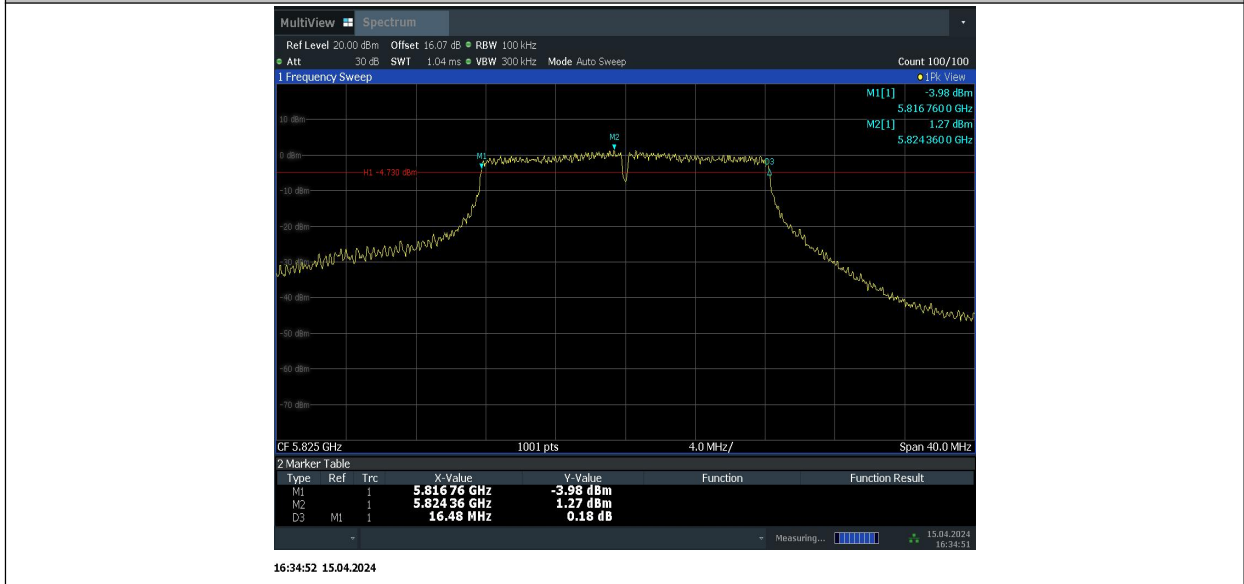 MultiView Spectrum
Ref Level 20.00 dBm Offset 16.07 dB RBW 100 kHz
Att 30 dB SWT 1.04 ms VBW 300 kHz Mode Auto Sweep Count 100/100
1 Frequency Sweep 1Pk View
M1[1] -3.98 dBm
5.816 760 0 GHz
M2[1] 1.27 dBm
5.824 360 0 GHz
10 dBm
M2
0 dBm
M1
D3
H1 -4.730 dBm
-10 dBm
-20 dBm
-30 dBm
-40 dBm
-50 dBm
-60 dBm
-70 dBm
CF 5.825 GHz 1001 pts 4.0 MHz/ Span 40.0 MHz
2 Marker Table
Type Ref Trc X-Value Y-Value Function Function Result
M1 1 5.816 76 GHz -3.98 dBm
M2 1 5.824 36 GHz 1.27 dBm
D3 M1 1 16.48 MHz 0.18 dB
Measuring... 15.04.2024
16:34:51
16:34:52 15.04.2024